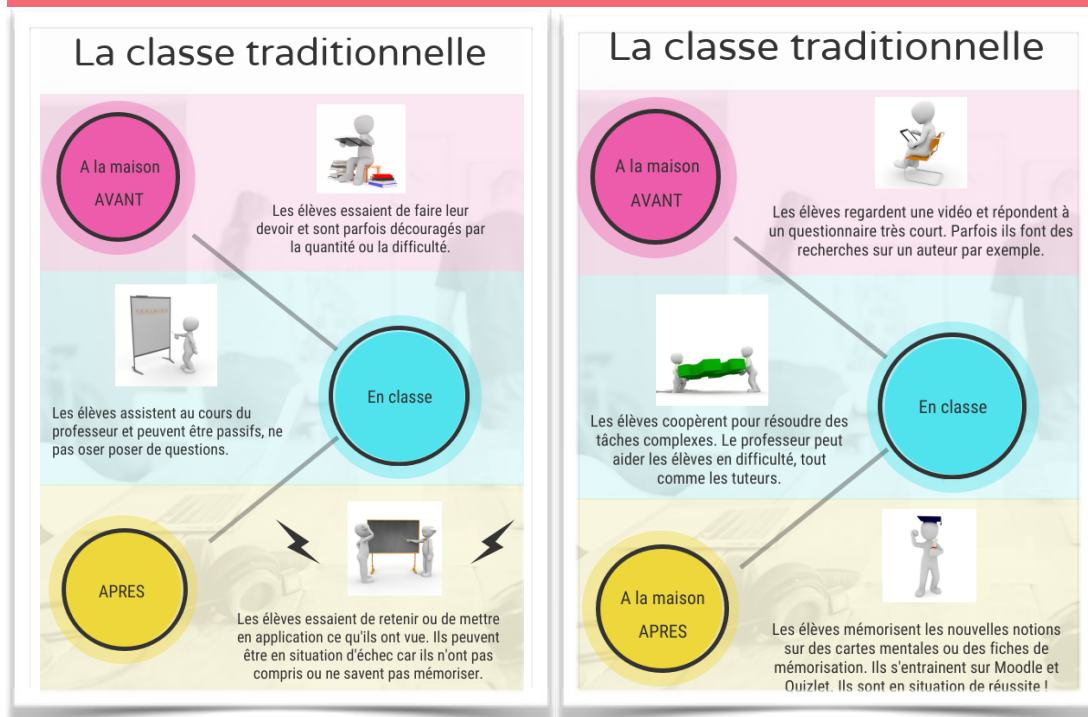 La classe traditionnelle
A la maison
AVANT
Les élèves essaient de faire leur
devoir et sont parfois découragés par
la quantité ou la difficulté.
Les élèves assistent au cours du
professeur et peuvent être passifs, ne
pas oser poser de questions.
En classe
APRES
Les élèves essaient de retenir ou de mettre
en application ce qu'ils ont vue. Ils peuvent
être en situation d'échec car ils n'ont pas
compris ou ne savent pas mémoriser.
La classe traditionnelle
A la maison
AVANT
Les élèves regardent une vidéo et répondent à
un questionnaire très court. Parfois ils font des
recherches sur un auteur par exemple.
Les élèves coopèrent pour résoudre des
tâches complexes. Le professeur peut
aider les élèves en difficulté, tout
comme les tuteurs.
En classe
A la maison
APRES
Les élèves mémorisent les nouvelles notions
sur des cartes mentales ou des fiches de
mémorisation. Ils s'entrainent sur Moodle et
Quizlet. Ils sont en situation de réussite !